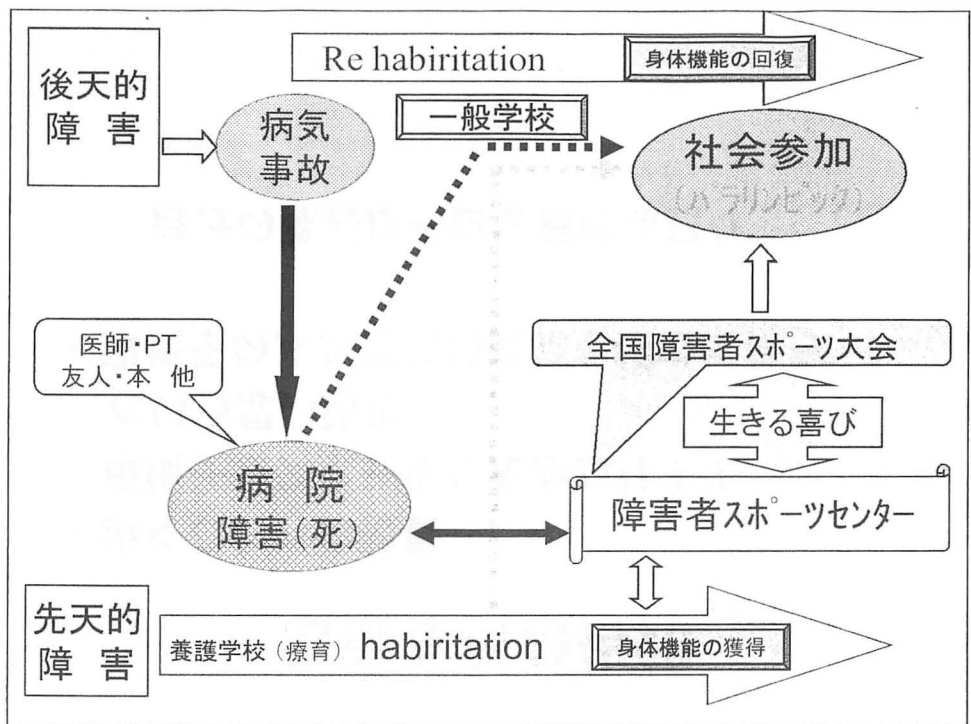 後天的
障 害
Re habiritation
身体機能の回復
病気
事故
一般学校
社会参加
(パラリンピック)
医師・PT
友人・本 他
全国障害者スポーツ大会
生きる喜び
病 院
障害(死)
障害者スポーツセンター
先天的
障 害
養護学校(療育) habiritation
身体機能の獲得